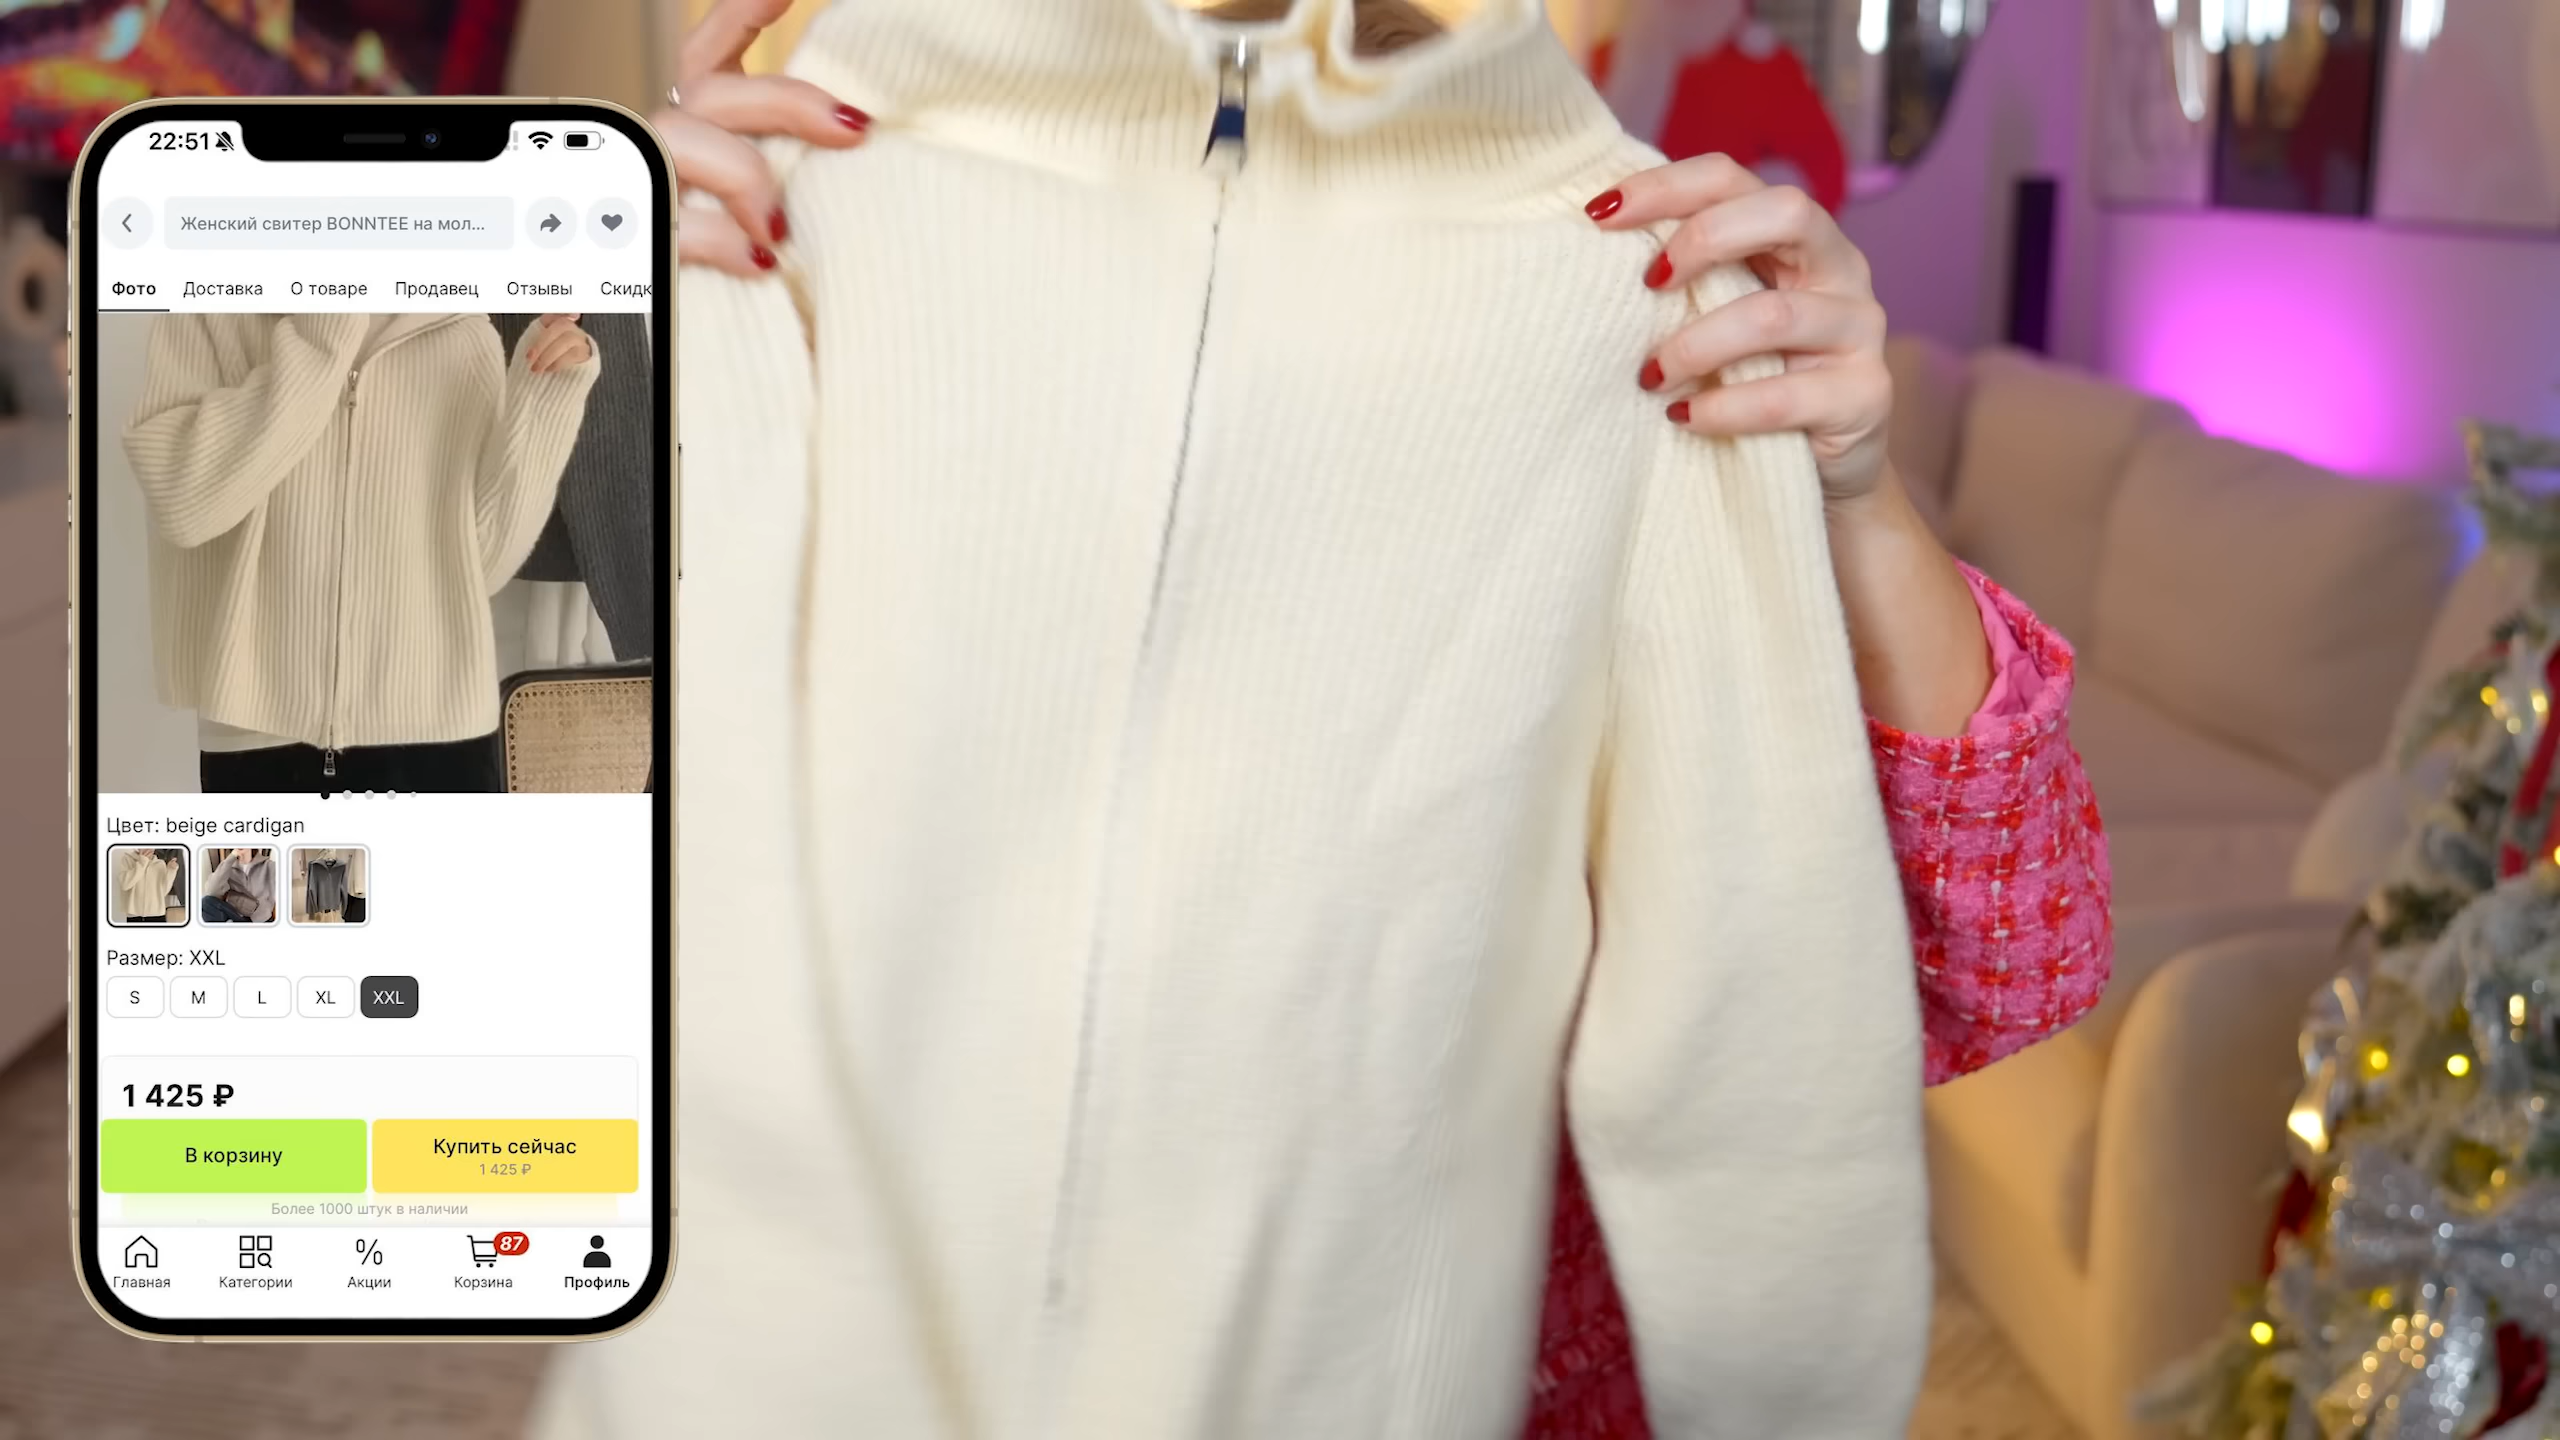 22:51
Женский свитер BONNTEE на мол...
Фото Доставка О товаре Продавец Отзывы Скидк
Цвет: beige cardigan
Размер: XXL
S M L XL XXL
1 425 ₽
В корзину
Купить сейчас
1 425 ₽
Более 1000 штук в наличии
87
Главная Категории Акции Корзина Профиль